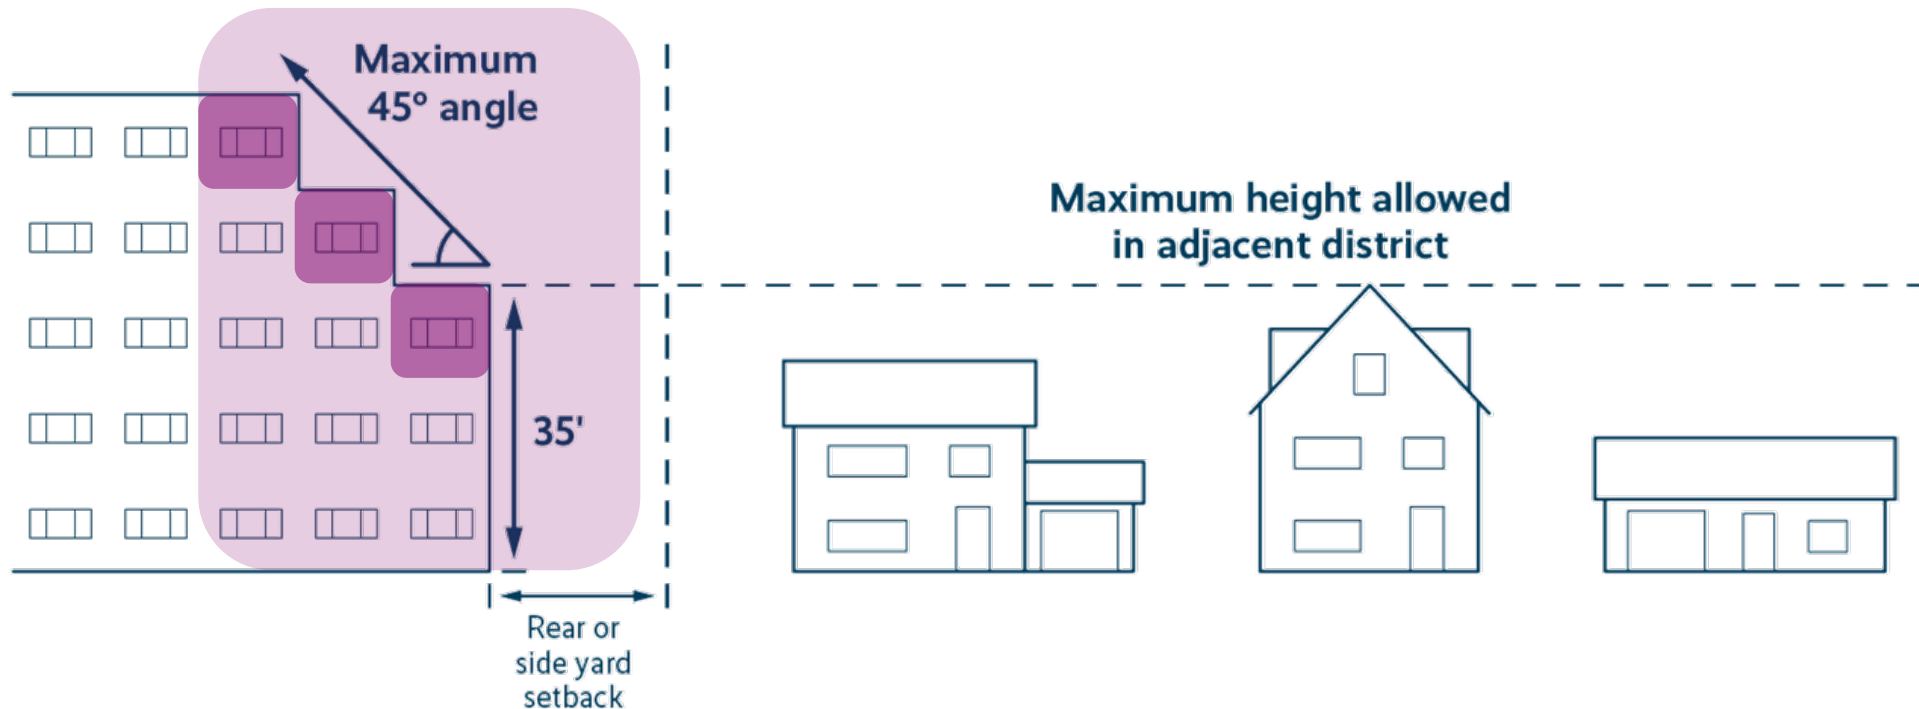 Maximum
45° angle
Maximum height allowed
in adjacent district
35'
Rear or
side yard
setback